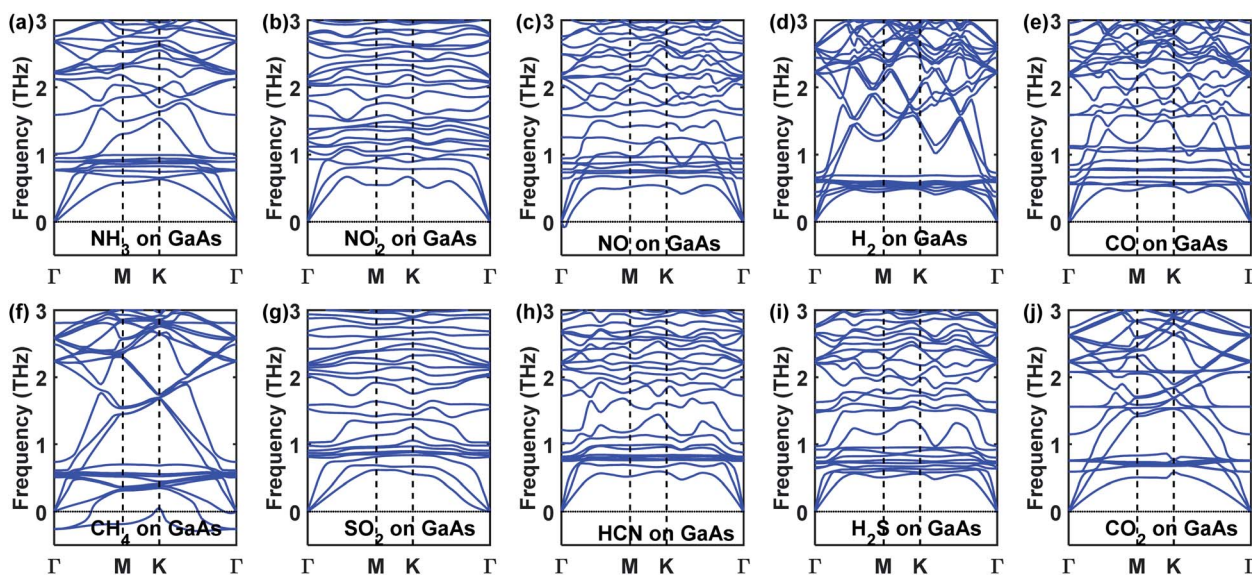 (a) (b) (c) (d) (e)
3 3 3 3 3
2 2 2 2 2
1 1 1 1 1
0 0 0 0 0
Frequency (THz) Frequency (THz) Frequency (THz) Frequency (THz) Frequency (THz)
NH₃ on GaAs NO₂ on GaAs NO on GaAs H₂ on GaAs CO on GaAs
Γ M K Γ Γ M K Γ Γ M K Γ Γ M K Γ Γ M K Γ
(f) (g) (h) (i) (j)
3 3 3 3 3
2 2 2 2 2
1 1 1 1 1
0 0 0 0 0
Frequency (THz) Frequency (THz) Frequency (THz) Frequency (THz) Frequency (THz)
CH₄ on GaAs SO₂ on GaAs HCN on GaAs H₂S on GaAs CO₂ on GaAs
Γ M K Γ Γ M K Γ Γ M K Γ Γ M K Γ Γ M K Γ